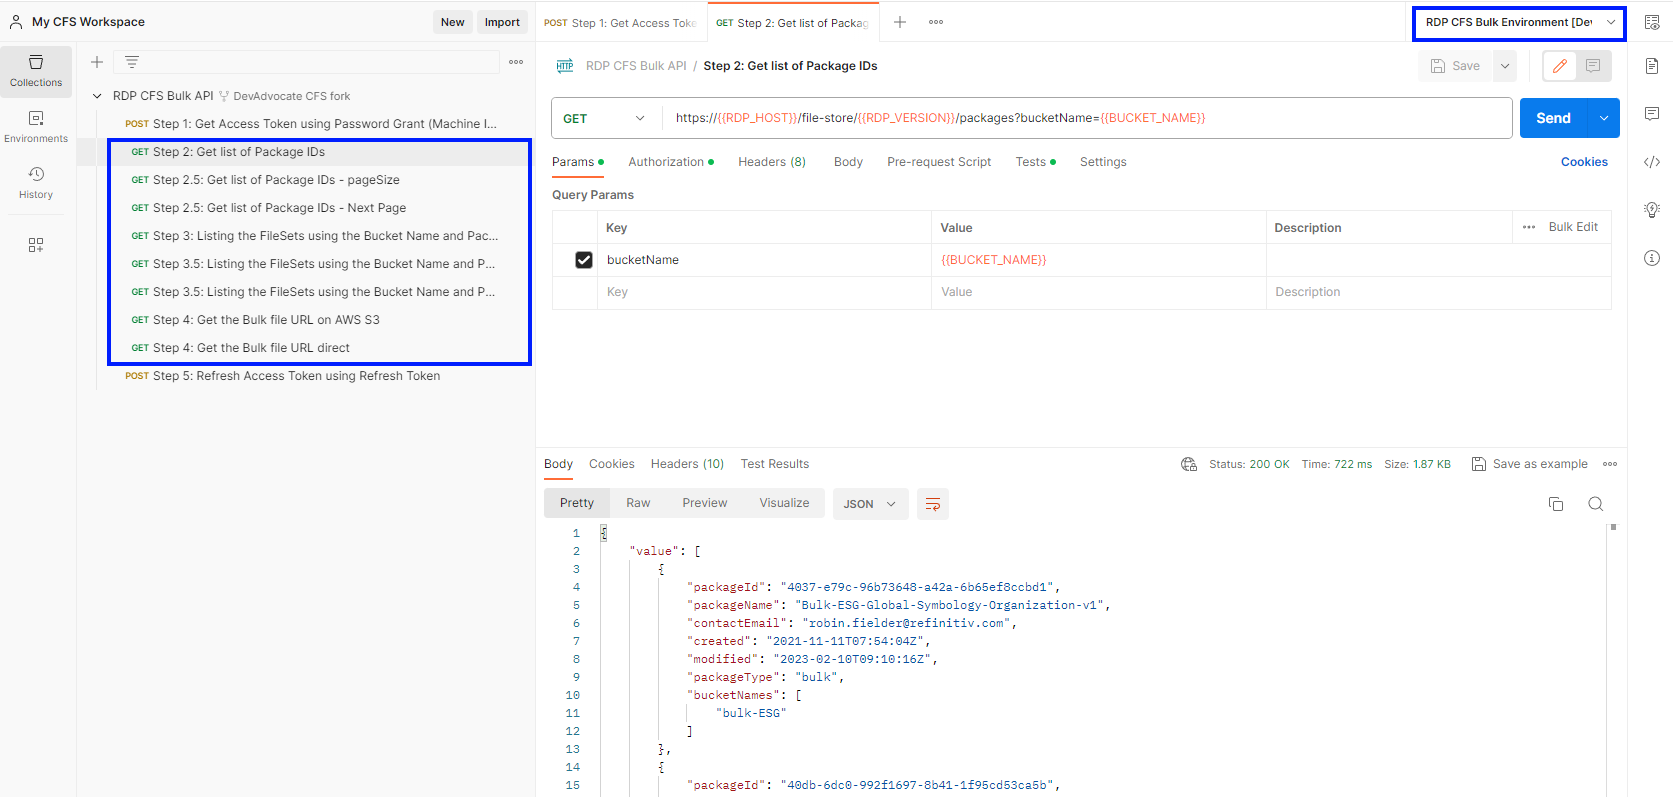 My CFS Workspace
New
Import
POST Step 1: Get Access Toke
GET Step 2: Get list of Packag
RDP CFS Bulk Environment [Dev
Collections
Environments
History
RDP CFS Bulk API DevAdvocate CFS fork
POST Step 1: Get Access Token using Password Grant (Machine I...
GET Step 2: Get list of Package IDs
GET Step 2.5: Get list of Package IDs - pageSize
GET Step 2.5: Get list of Package IDs - Next Page
GET Step 3: Listing the FileSets using the Bucket Name and Pac...
GET Step 3.5: Listing the FileSets using the Bucket Name and P...
GET Step 3.5: Listing the FileSets using the Bucket Name and P...
GET Step 4: Get the Bulk file URL on AWS S3
GET Step 4: Get the Bulk file URL direct
POST Step 5: Refresh Access Token using Refresh Token
HTTP RDP CFS Bulk API / Step 2: Get list of Package IDs
Save
GET https://{{RDP_HOST}}/file-store/{{RDP_VERSION}}/packages?bucketName={{BUCKET_NAME}}
Send
Params Authorization Headers (8) Body Pre-request Script Tests Settings Cookies
Query Params
Key Value Description Bulk Edit
bucketName {{BUCKET_NAME}}
Key Value Description
Body Cookies Headers (10) Test Results
Status: 200 OK Time: 722 ms Size: 1.87 KB Save as example
Pretty Raw Preview Visualize JSON
1 {
2 "value": [
3 {
4 "packageId": "4037-e79c-96b73648-a42a-6b65ef8ccbd1",
5 "packageName": "Bulk-ESG-Global-Symbology-Organization-v1",
6 "contactEmail": "robin.fielder@refinitiv.com",
7 "created": "2021-11-11T07:54:04Z",
8 "modified": "2023-02-10T09:10:16Z",
9 "packageType": "bulk",
10 "bucketNames": [
11 "bulk-ESG"
12 ]
13 },
14 {
15 "packageId": "40db-6dc0-992f1697-8b41-1f95cd53ca5b",